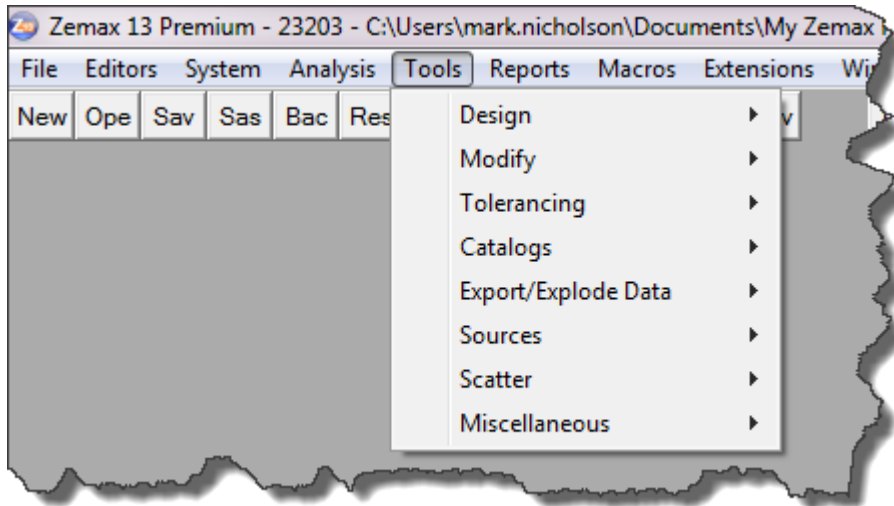 Zemax 13 Premium - 23203 - C:\Users\mark.nicholson\Documents\My Zemax
File Editors System Analysis Tools Reports Macros Extensions
New Ope Sav Sas Bac Res
Design
Modify
Tolerancing
Catalogs
Export/Explode Data
Sources
Scatter
Miscellaneous